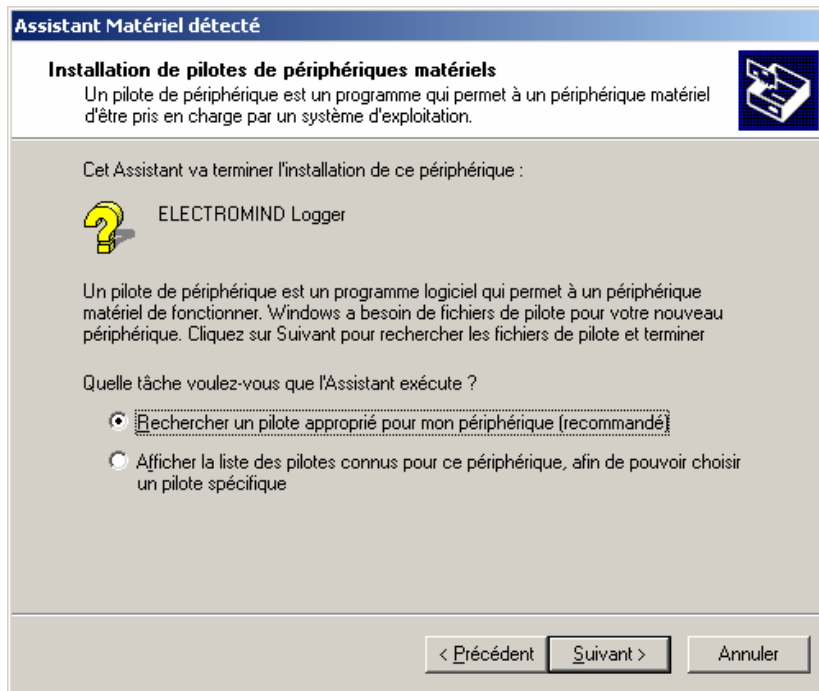 Assistant Matériel détecté
Installation de pilotes de périphériques matériels
Un pilote de périphérique est un programme qui permet à un périphérique matériel
d'être pris en charge par un système d'exploitation.
Cet Assistant va terminer l'installation de ce périphérique :
ELECTROMIND Logger
Un pilote de périphérique est un programme logiciel qui permet à un périphérique
matériel de fonctionner. Windows a besoin de fichiers de pilote pour votre nouveau
périphérique. Cliquez sur Suivant pour rechercher les fichiers de pilote et terminer
Quelle tâche voulez-vous que l'Assistant exécute ?
Rechercher un pilote approprié pour mon périphérique (recommandé)
Afficher la liste des pilotes connus pour ce périphérique, afin de pouvoir choisir
un pilote spécifique
< Précédent
Suivant >
Annuler